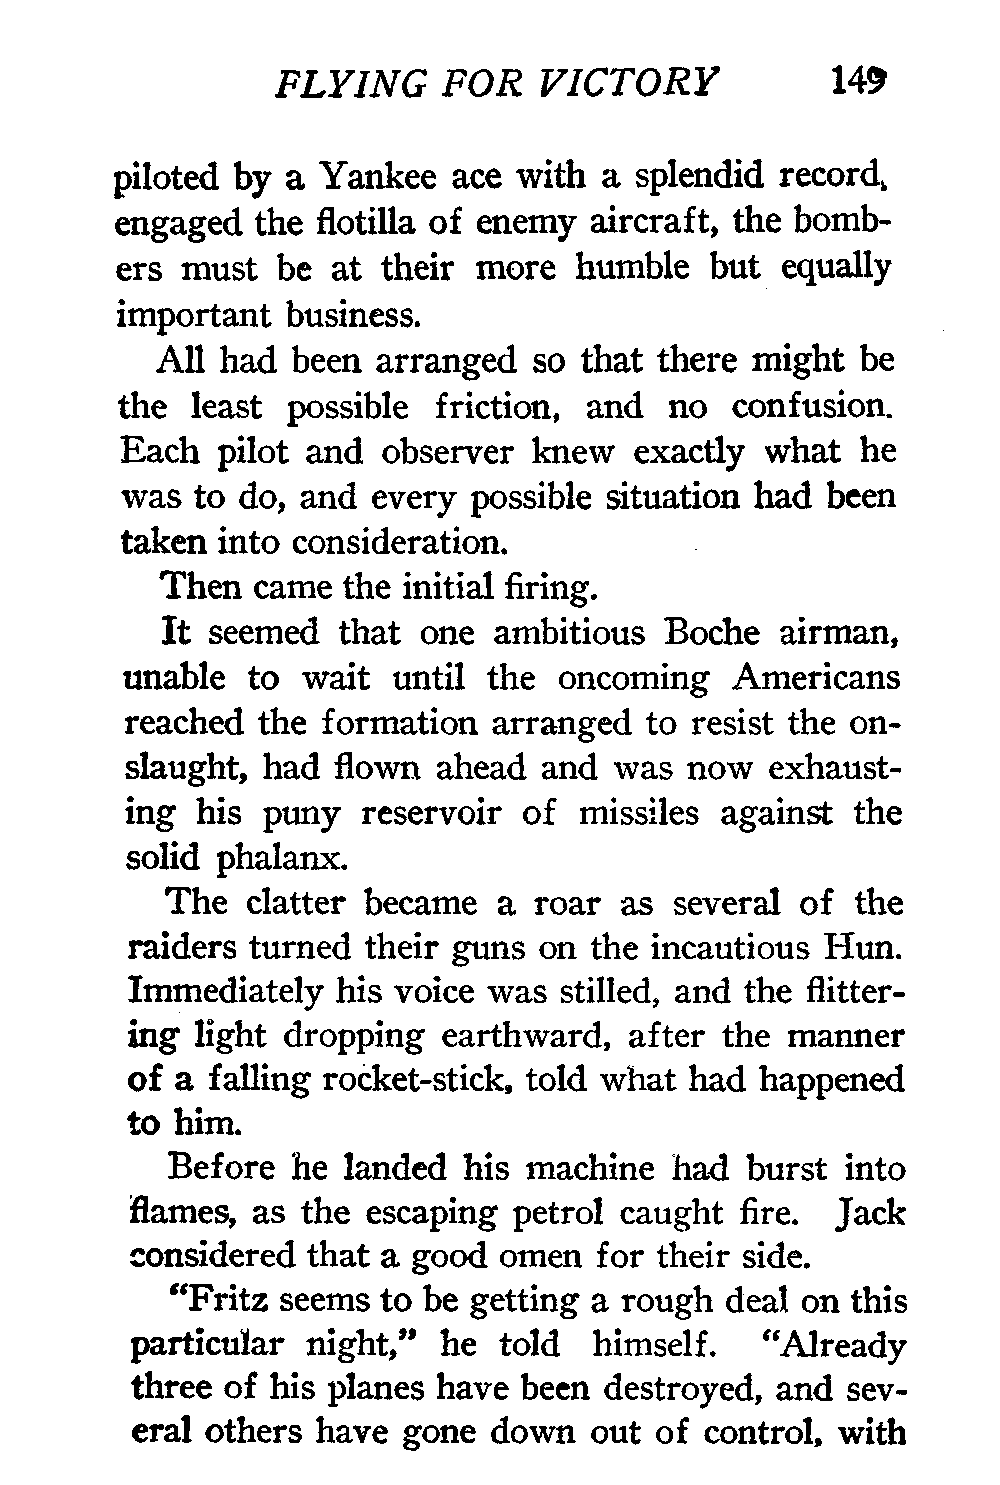 FLYING FOR VICTORY 149
piloted by a Yankee ace with a splendid record,
engaged the flotilla of enemy aircraft, the bomb-
ers must be at their more humble but equally
important business.
All had been arranged so that there might be
the least possible friction, and no confusion.
Each pilot and observer knew exactly what he
was to do, and every possible situation had been
taken into consideration.
Then came the initial firing.
It seemed that one ambitious Boche airman,
unable to wait until the oncoming Americans
reached the formation arranged to resist the on-
slaught, had flown ahead and was now exhaust-
ing his puny reservoir of missiles against the
solid phalanx.
The clatter became a roar as several of the
raiders turned their guns on the incautious Hun.
Immediately his voice was stilled, and the flitter-
ing light dropping earthward, after the manner
of a falling rocket-stick, told what had happened
to him.
Before he landed his machine had burst into
flames, as the escaping petrol caught fire. Jack
considered that a good omen for their side.
"Fritz seems to be getting a rough deal on this
particular night," he told himself. "Already
three of his planes have been destroyed, and sev-
eral others have gone down out of control, with